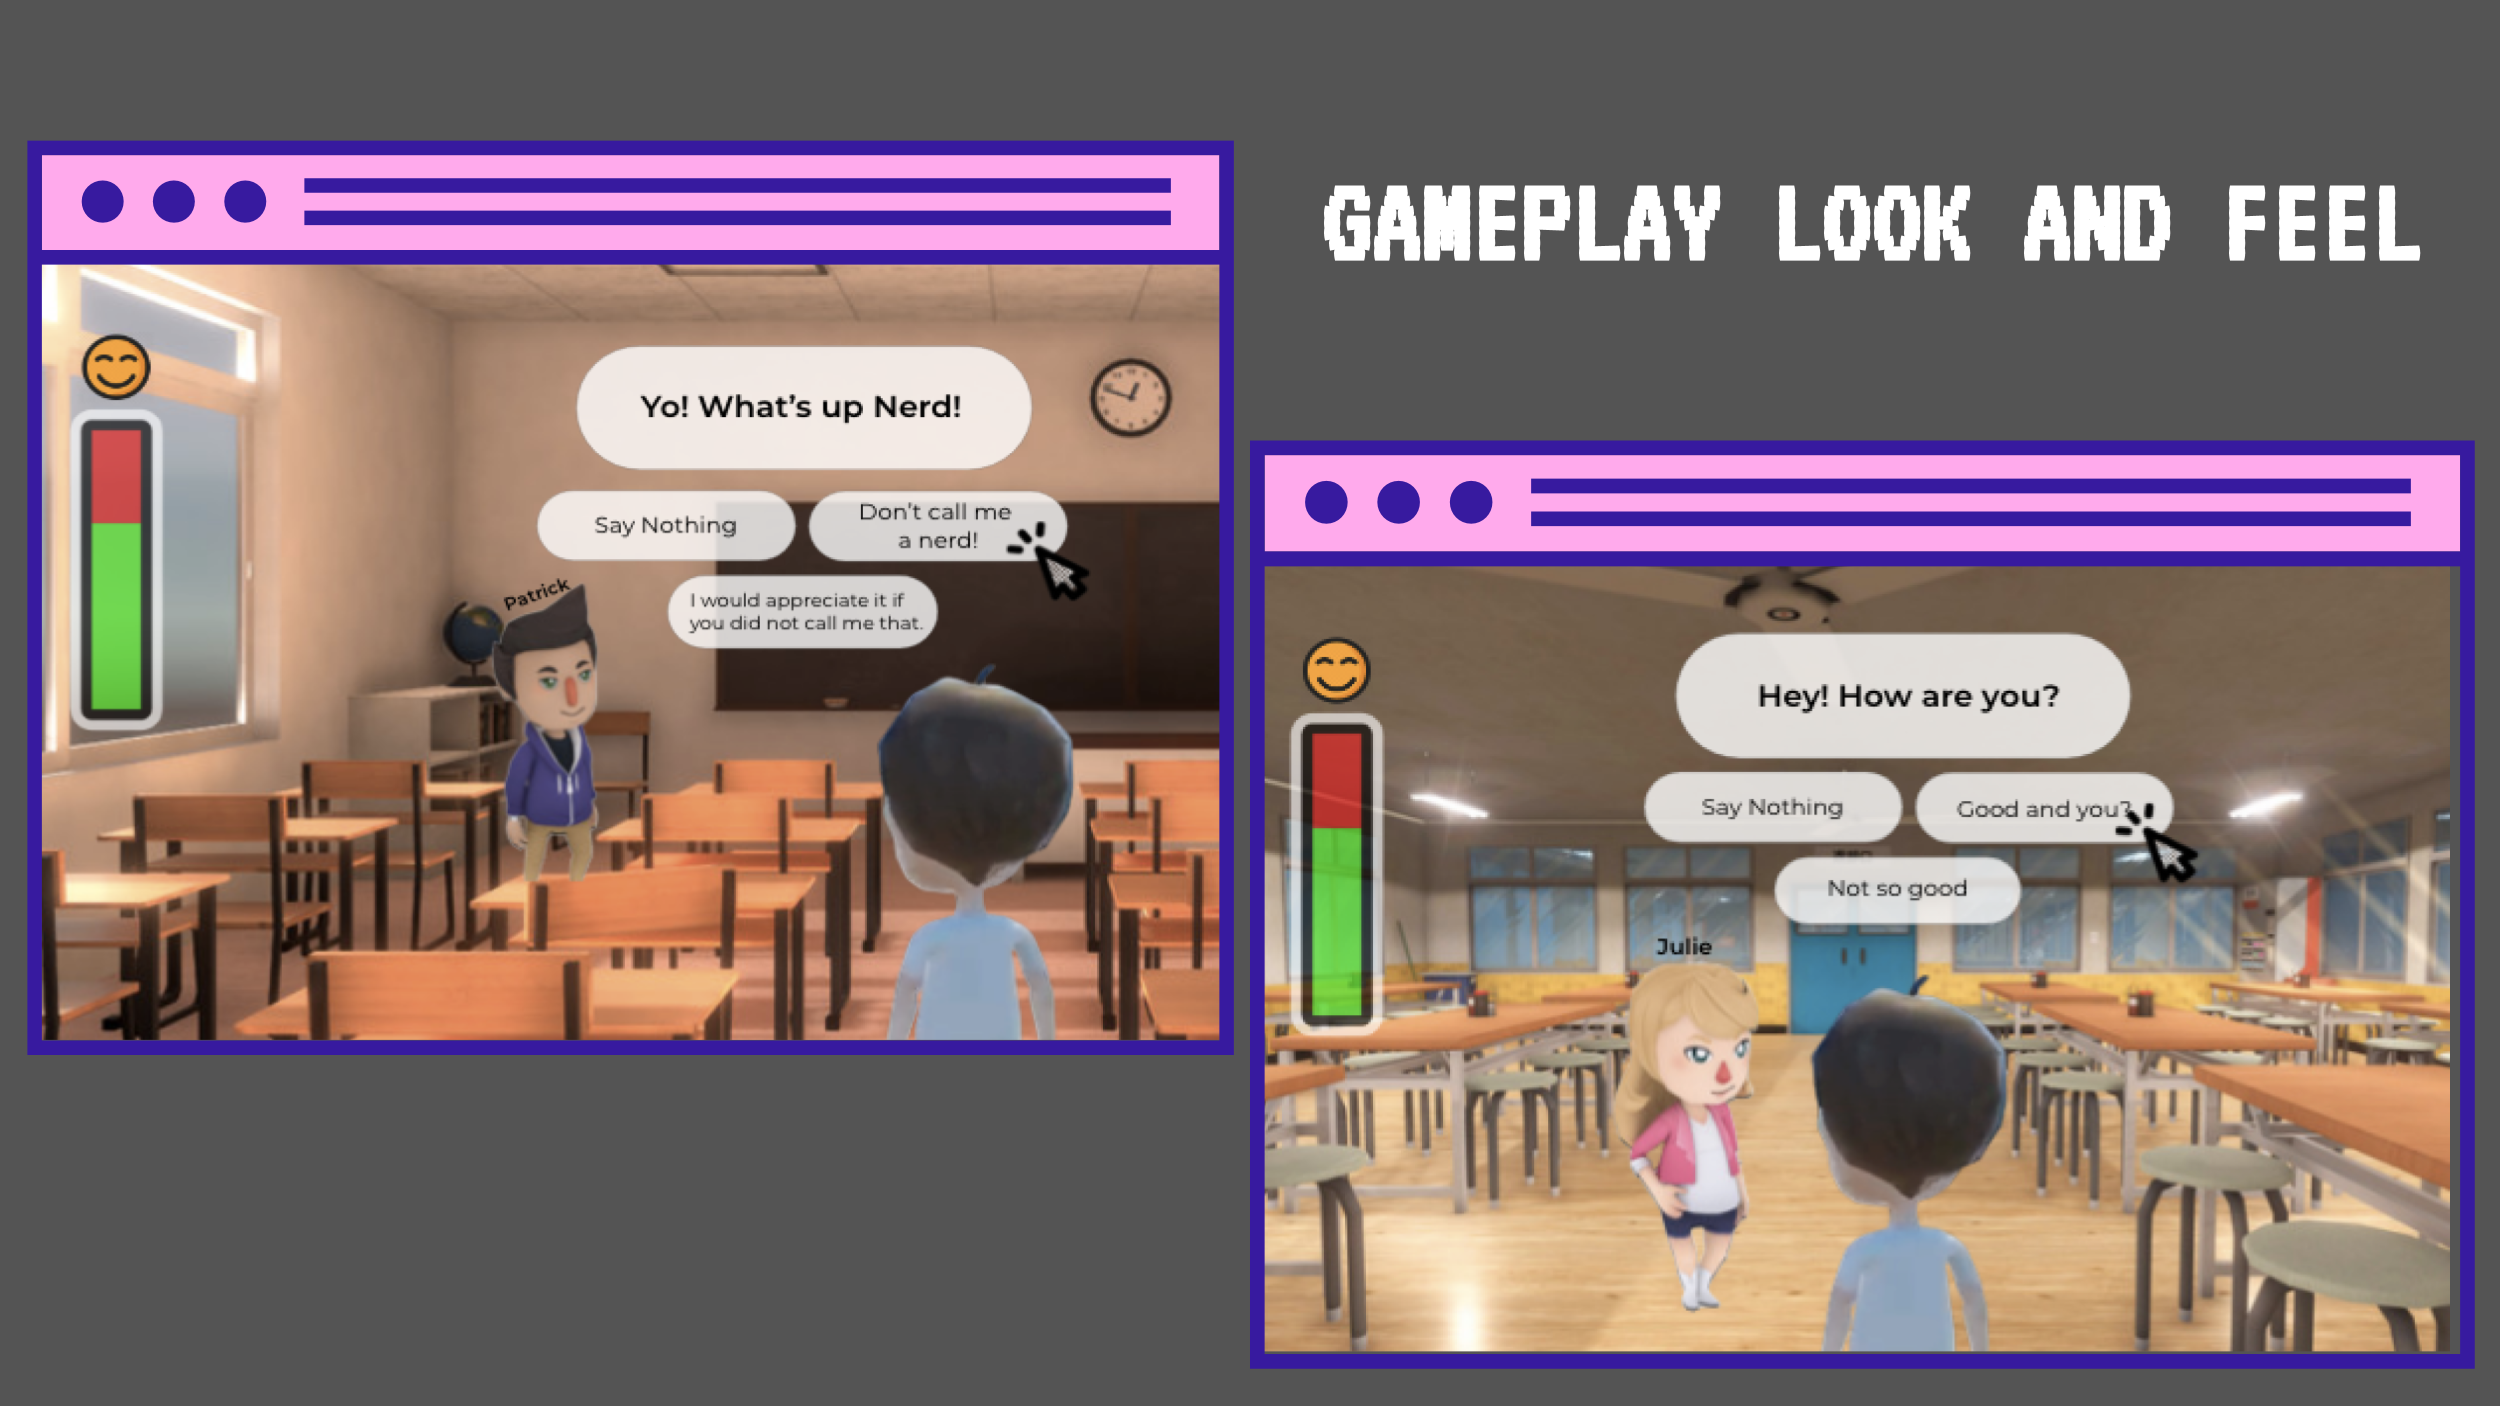 GAMEPLAY LOOK AND FEEL
Yo! What's up Nerd!
Say Nothing
Don't call me
a nerd!
I would appreciate it if
you did not call me that.
Patrick
Hey! How are you?
Say Nothing
Good and you?
Not so good
Julie